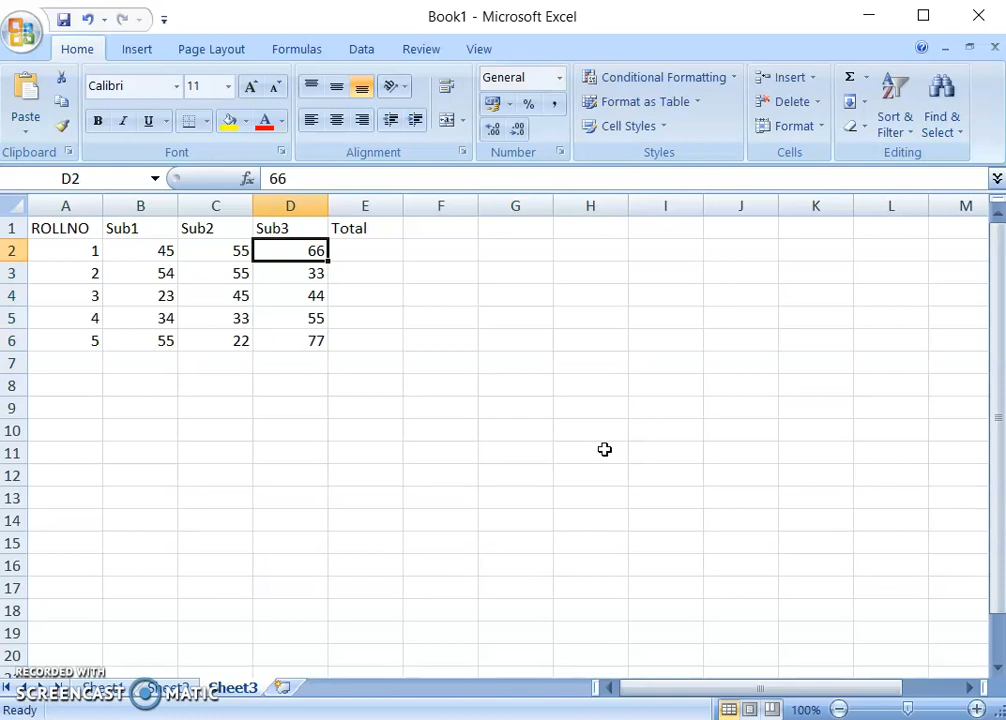 Book1 - Microsoft Excel
Home Insert Page Layout Formulas Data Review View
Calibri 11 General Conditional Formatting Insert Σ
Paste Format as Table Delete Sort & Filter Find & Select
B I U A % , Cell Styles Format
Clipboard Font Alignment Number Styles Cells Editing
D2 fx 66
A B C D E F G H I J K L M
1 ROLLNO Sub1 Sub2 Sub3 Total
2 1 45 55 66
3 2 54 55 33
4 3 23 45 44
5 4 34 33 55
6 5 55 22 77
7
8
9
10
11
12
13
14
15
16
17
18
19
20
RECORDED WITH
SCREENCAST MATIC
Sheet1 Sheet2 Sheet3
Ready 100%